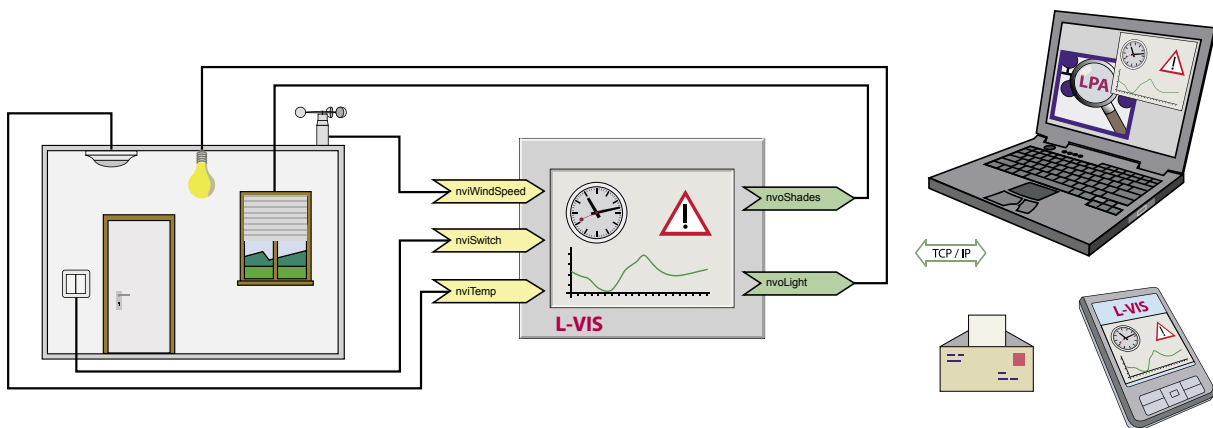 LPA
nviWindSpeed
nvoShades
nviSwitch
TCP / IP
nviTemp
nvoLight
L-VIS
L-VIS